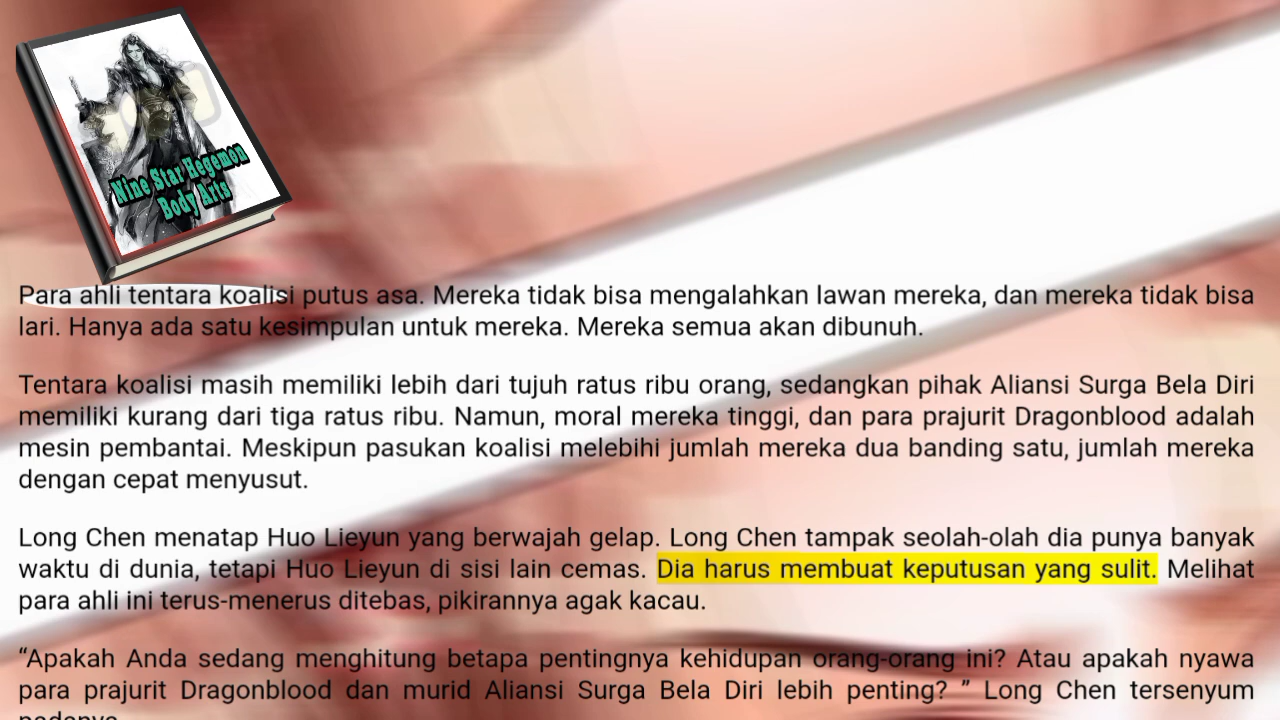 Nine Star Hegemon
Body Arts
Para ahli tentara koalisi putus asa. Mereka tidak bisa mengalahkan lawan mereka, dan mereka tidak bisa
lari. Hanya ada satu kesimpulan untuk mereka. Mereka semua akan dibunuh.
Tentara koalisi masih memiliki lebih dari tujuh ratus ribu orang, sedangkan pihak Aliansi Surga Bela Diri
memiliki kurang dari tiga ratus ribu. Namun, moral mereka tinggi, dan para prajurit Dragonblood adalah
mesin pembantai. Meskipun pasukan koalisi melebihi jumlah mereka dua banding satu, jumlah mereka
dengan cepat menyusut.
Long Chen menatap Huo Lieyun yang berwajah gelap. Long Chen tampak seolah-olah dia punya banyak
waktu di dunia, tetapi Huo Lieyun di sisi lain cemas. Dia harus membuat keputusan yang sulit. Melihat
para ahli ini terus-menerus ditebas, pikirannya agak kacau.
“Apakah Anda sedang menghitung betapa pentingnya kehidupan orang-orang ini? Atau apakah nyawa
para prajurit Dragonblood dan murid Aliansi Surga Bela Diri lebih penting? ” Long Chen tersenyum